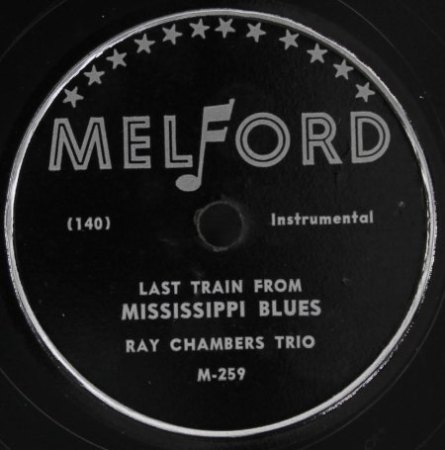 MELFORD
(140) Instrumental
LAST TRAIN FROM
MISSISSIPPI BLUES
RAY CHAMBERS TRIO
M-259